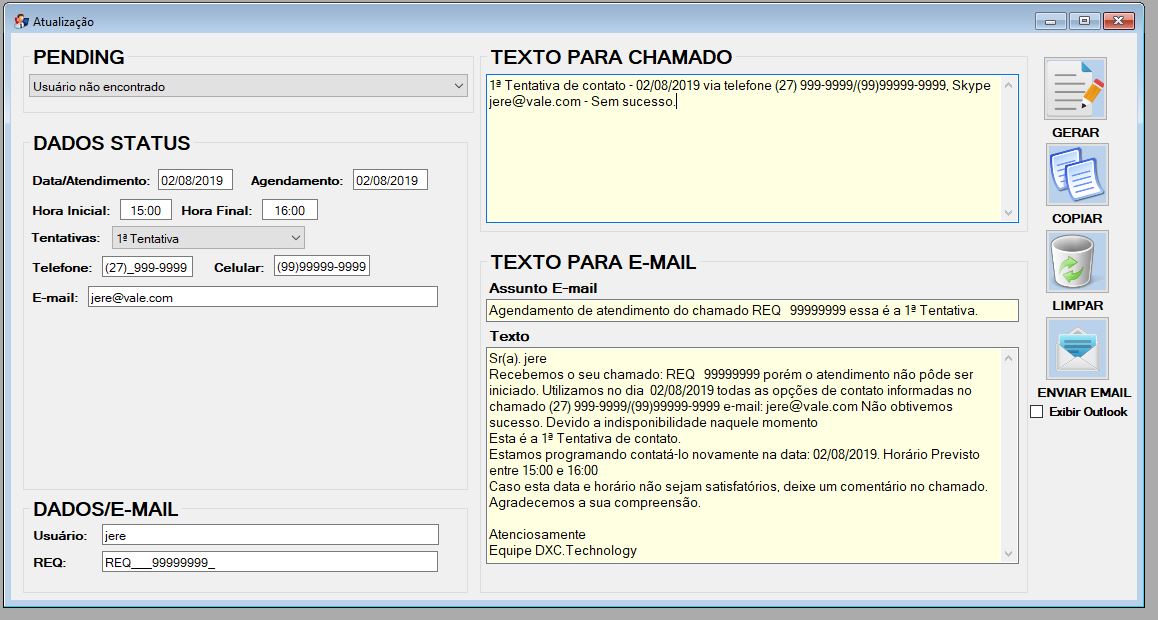 Atualização
PENDING
Usuário não encontrado
DADOS STATUS
Data/Atendimento: 02/08/2019 Agendamento: 02/08/2019
Hora Inicial: 15:00 Hora Final: 16:00
Tentativas: 1ª Tentativa
Telefone: (27)_999-9999 Celular: (99)99999-9999
E-mail: jere@vale.com
DADOS/E-MAIL
Usuário: jere
REQ: REQ___99999999_
TEXTO PARA CHAMADO
1ª Tentativa de contato - 02/08/2019 via telefone (27) 999-9999/(99)99999-9999, Skype
jere@vale.com - Sem sucesso.
TEXTO PARA E-MAIL
Assunto E-mail
Agendamento de atendimento do chamado REQ   99999999 essa é a 1ª Tentativa.
Texto
Sr(a). jere
Recebemos o seu chamado: REQ   99999999 porém o atendimento não pôde ser
iniciado. Utilizamos no dia  02/08/2019 todas as opções de contato informadas no
chamado (27) 999-9999/(99)99999-9999 e-mail: jere@vale.com Não obtivemos
sucesso. Devido a indisponibilidade naquele momento
Esta é a 1ª Tentativa de contato.
Estamos programando contatá-lo novamente na data: 02/08/2019. Horário Previsto
entre 15:00 e 16:00
Caso esta data e horário não sejam satisfatórios, deixe um comentário no chamado.
Agradecemos a sua compreensão.
Atenciosamente
Equipe DXC.Technology
GERAR
COPIAR
LIMPAR
ENVIAR EMAIL
Exibir Outlook